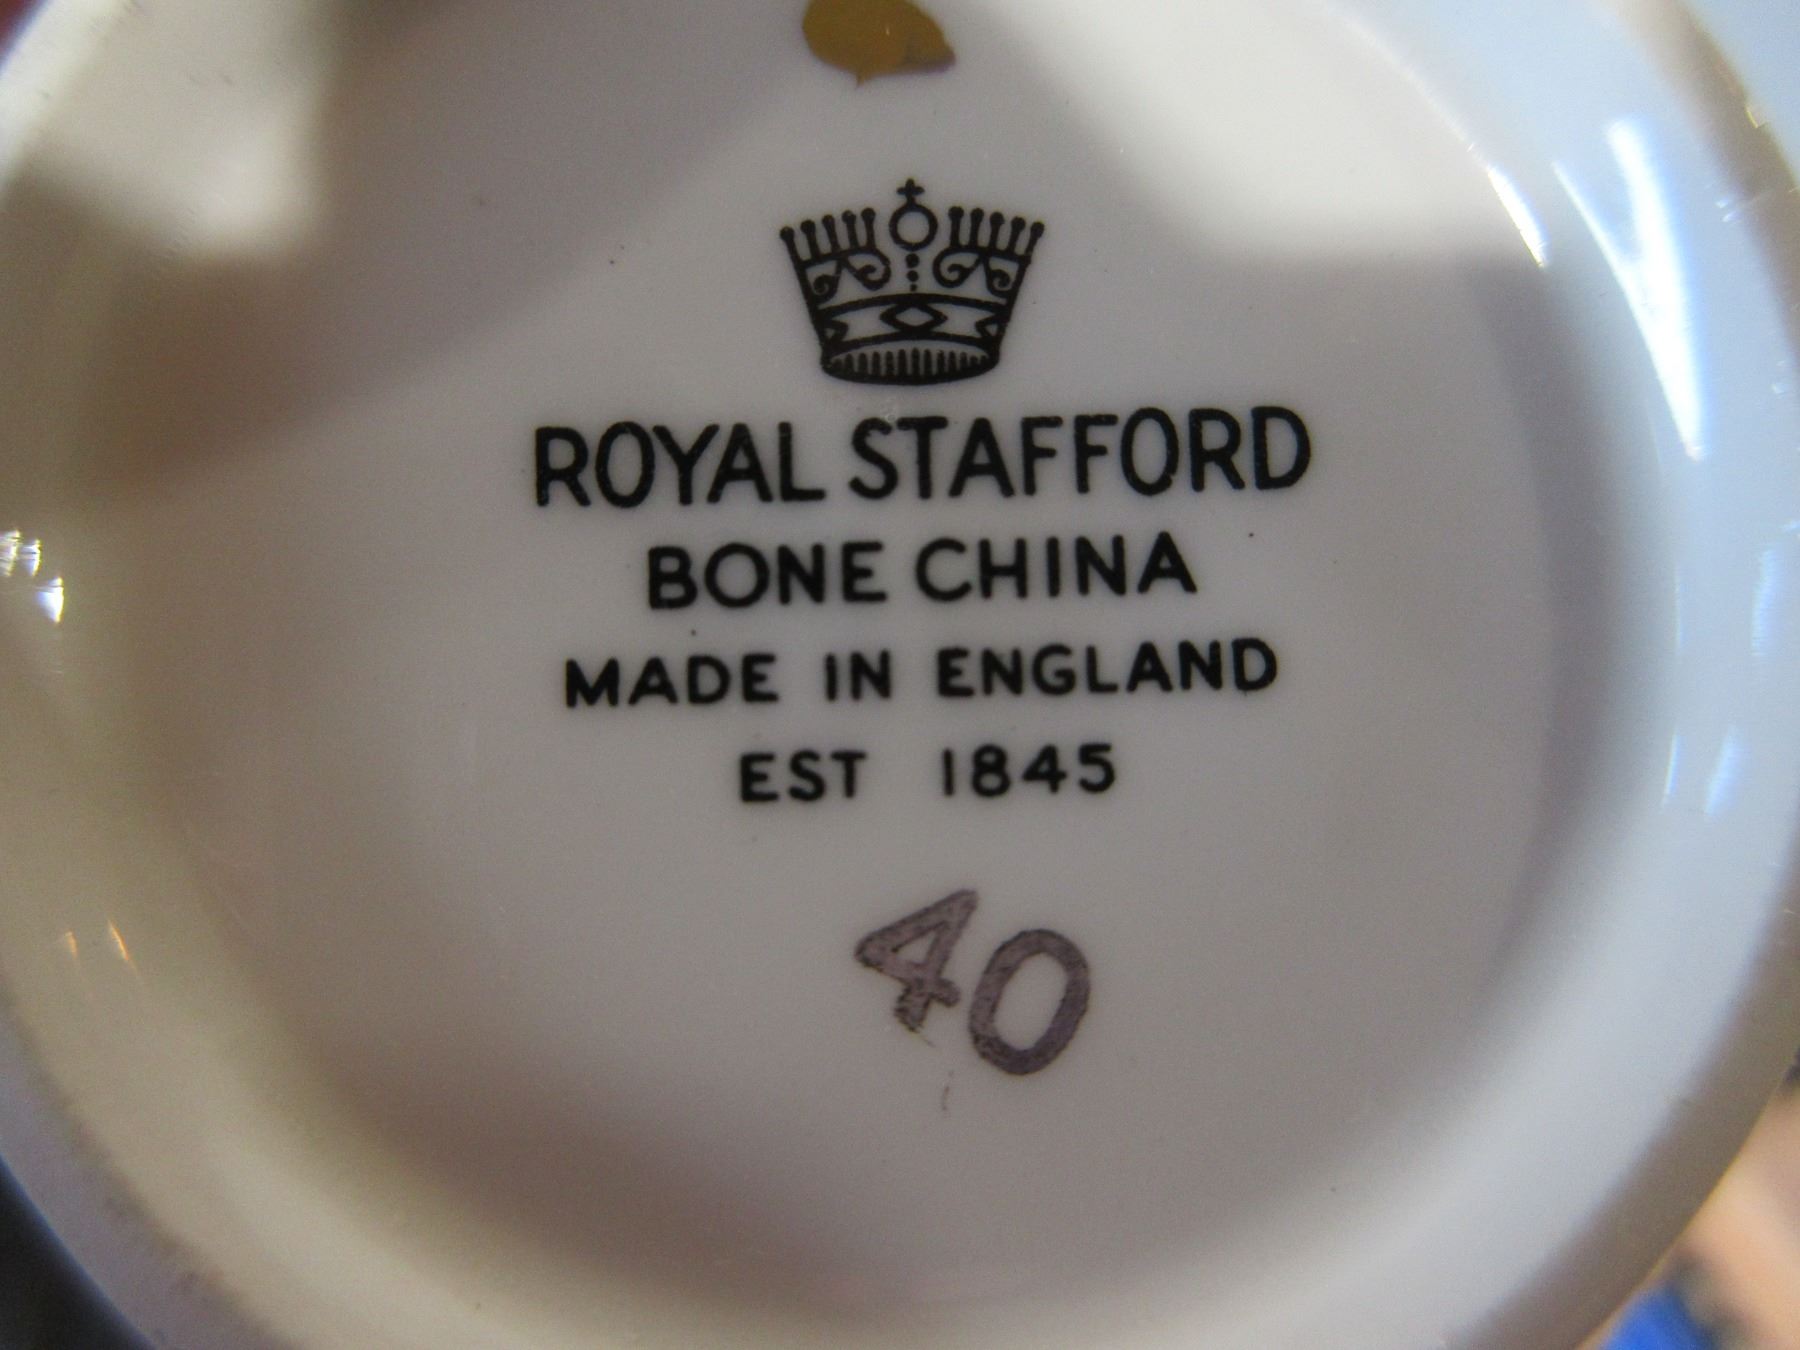 ROYAL STAFFORD
BONE CHINA
MADE IN ENGLAND
EST 1845
40